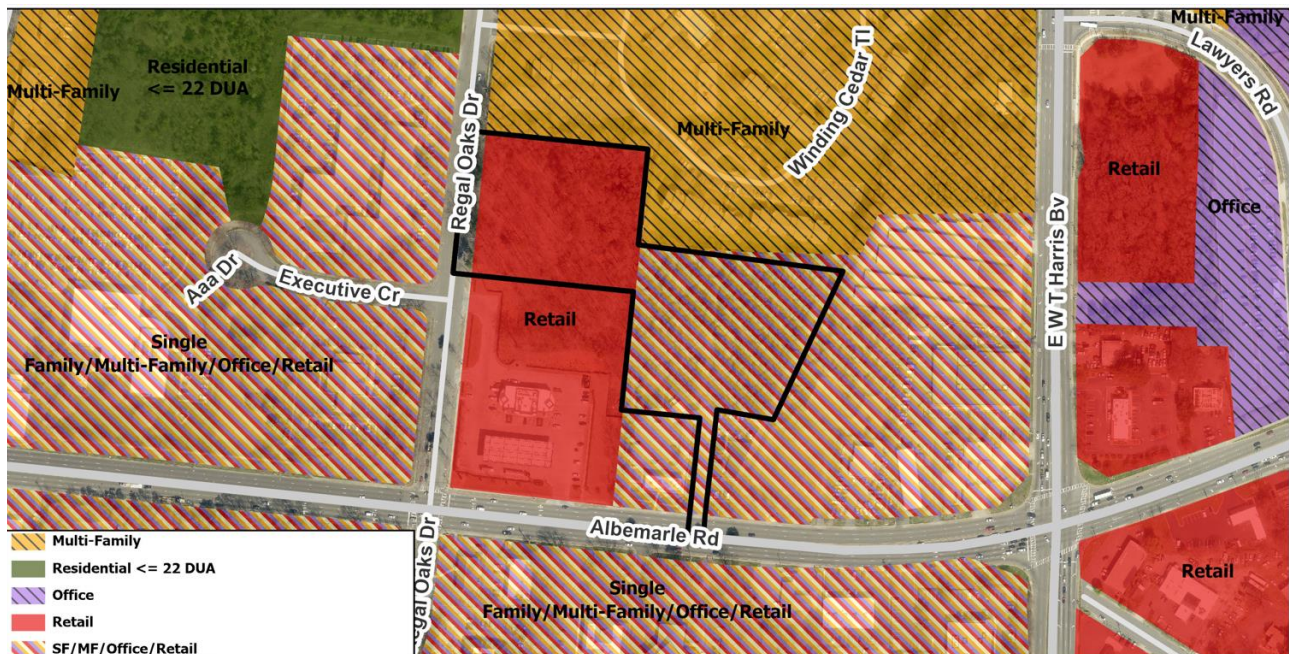 Multi-Family
Lawyers Rd
Residential
<= 22 DUA
Multi-Family
Winding Cedar Tl
Multi-Family
Regal Oaks Dr
Retail
Office
E W T Harris Bv
Aaa Dr
Executive Cr
Retail
Single
Family/Multi-Family/Office/Retail
Albemarle Rd
Regal Oaks Dr
Single
Family/Multi-Family/Office/Retail
Retail
Multi-Family
Residential <= 22 DUA
Office
Retail
SF/MF/Office/Retail